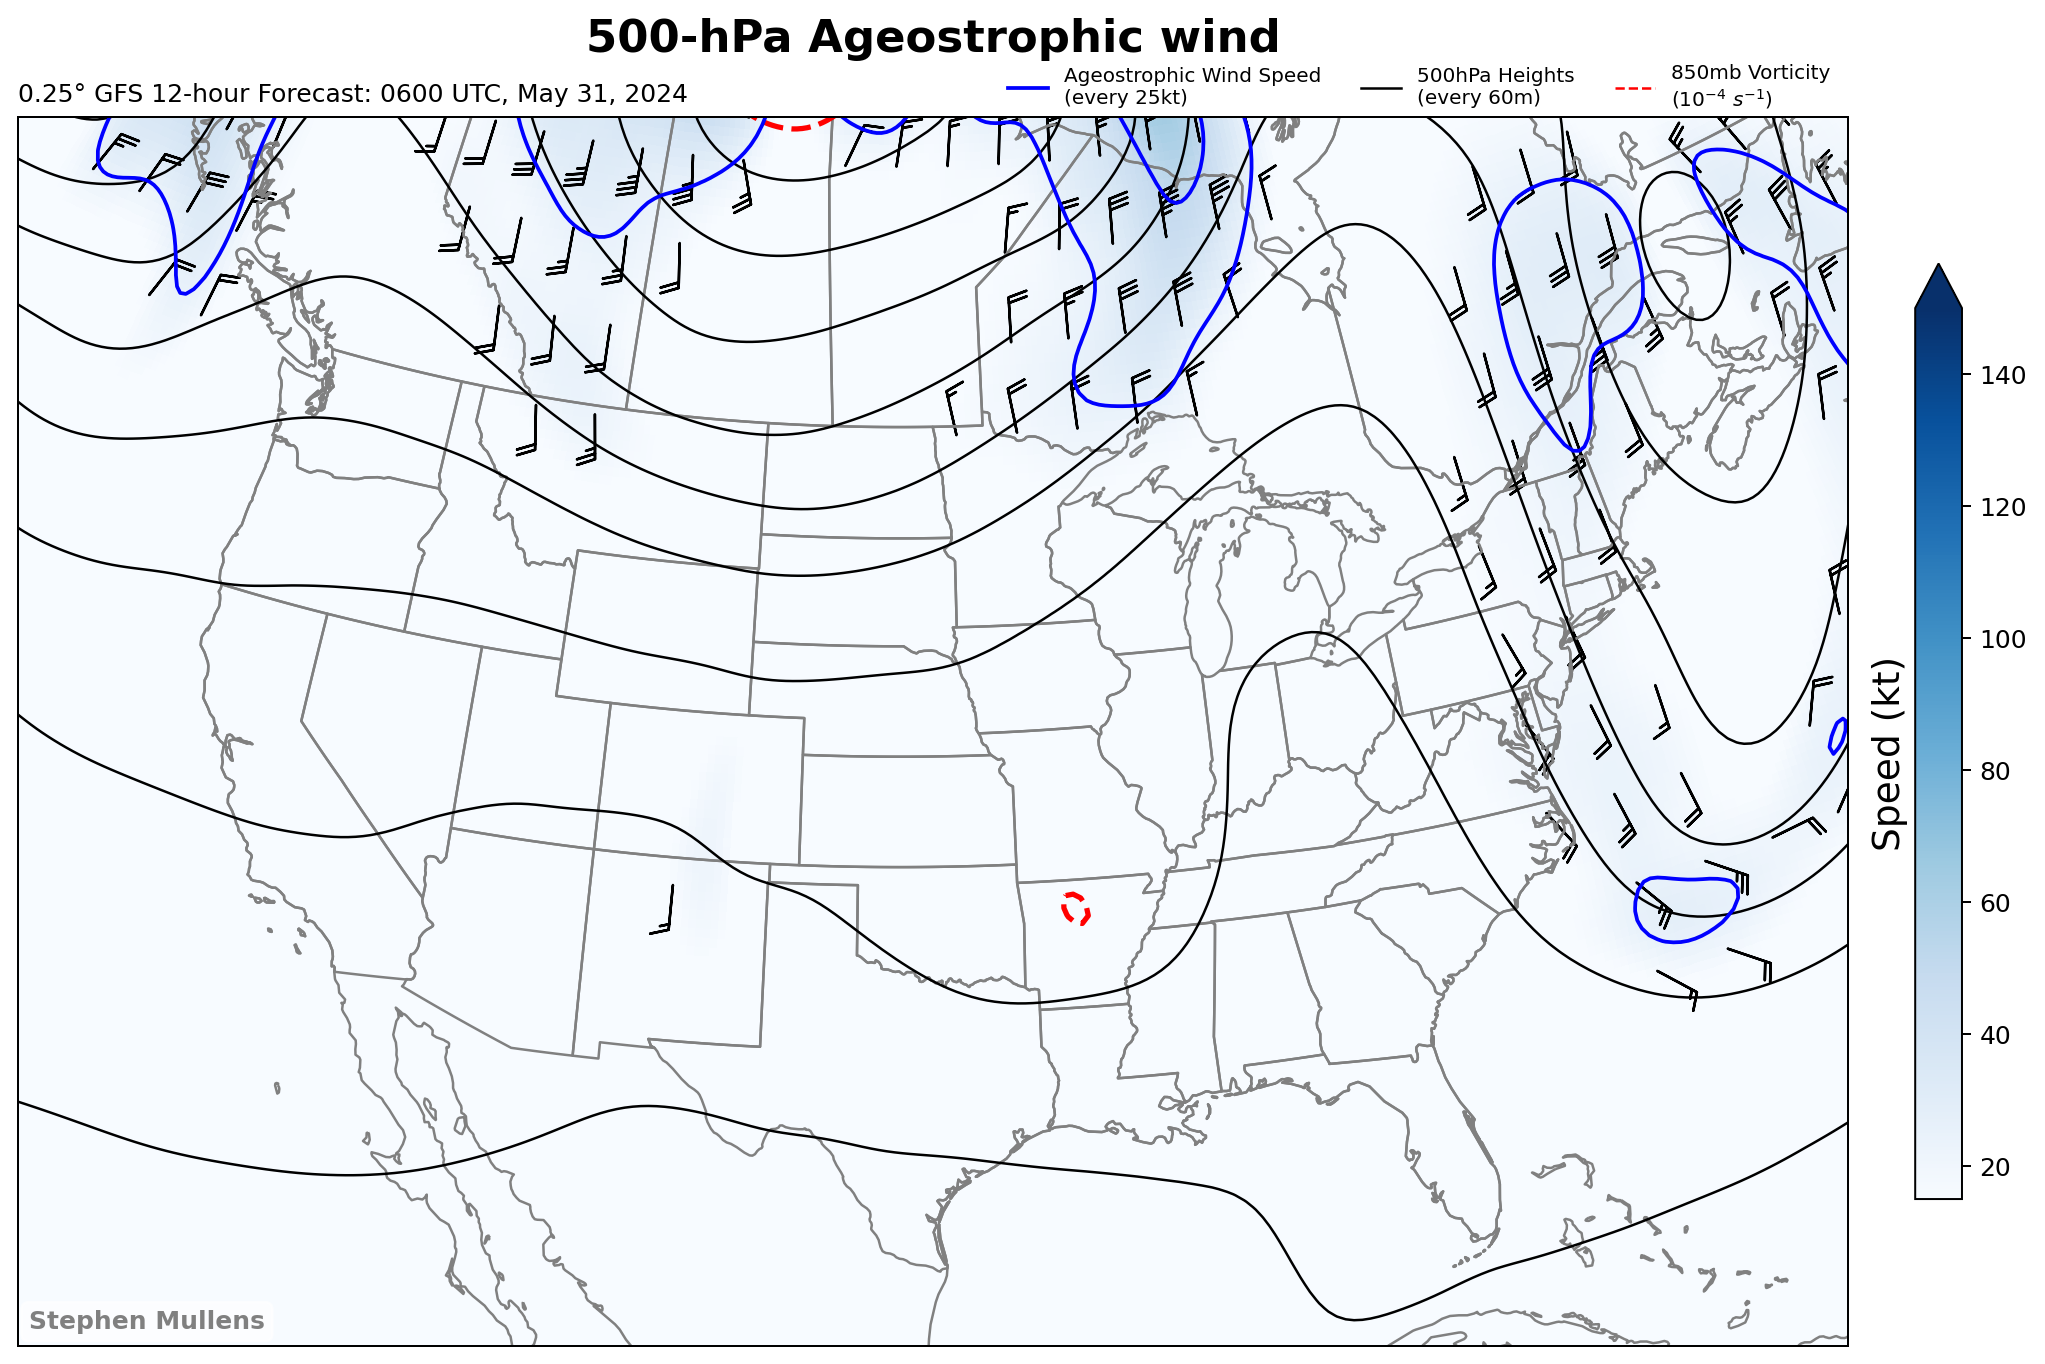 500-hPa Ageostrophic wind
0.25° GFS 12-hour Forecast: 0600 UTC, May 31, 2024
Ageostrophic Wind Speed
(every 25kt)
500hPa Heights
(every 60m)
850mb Vorticity
(10⁻⁴ s⁻¹)
140
120
100
80
60
40
20
Speed (kt)
Stephen Mullens